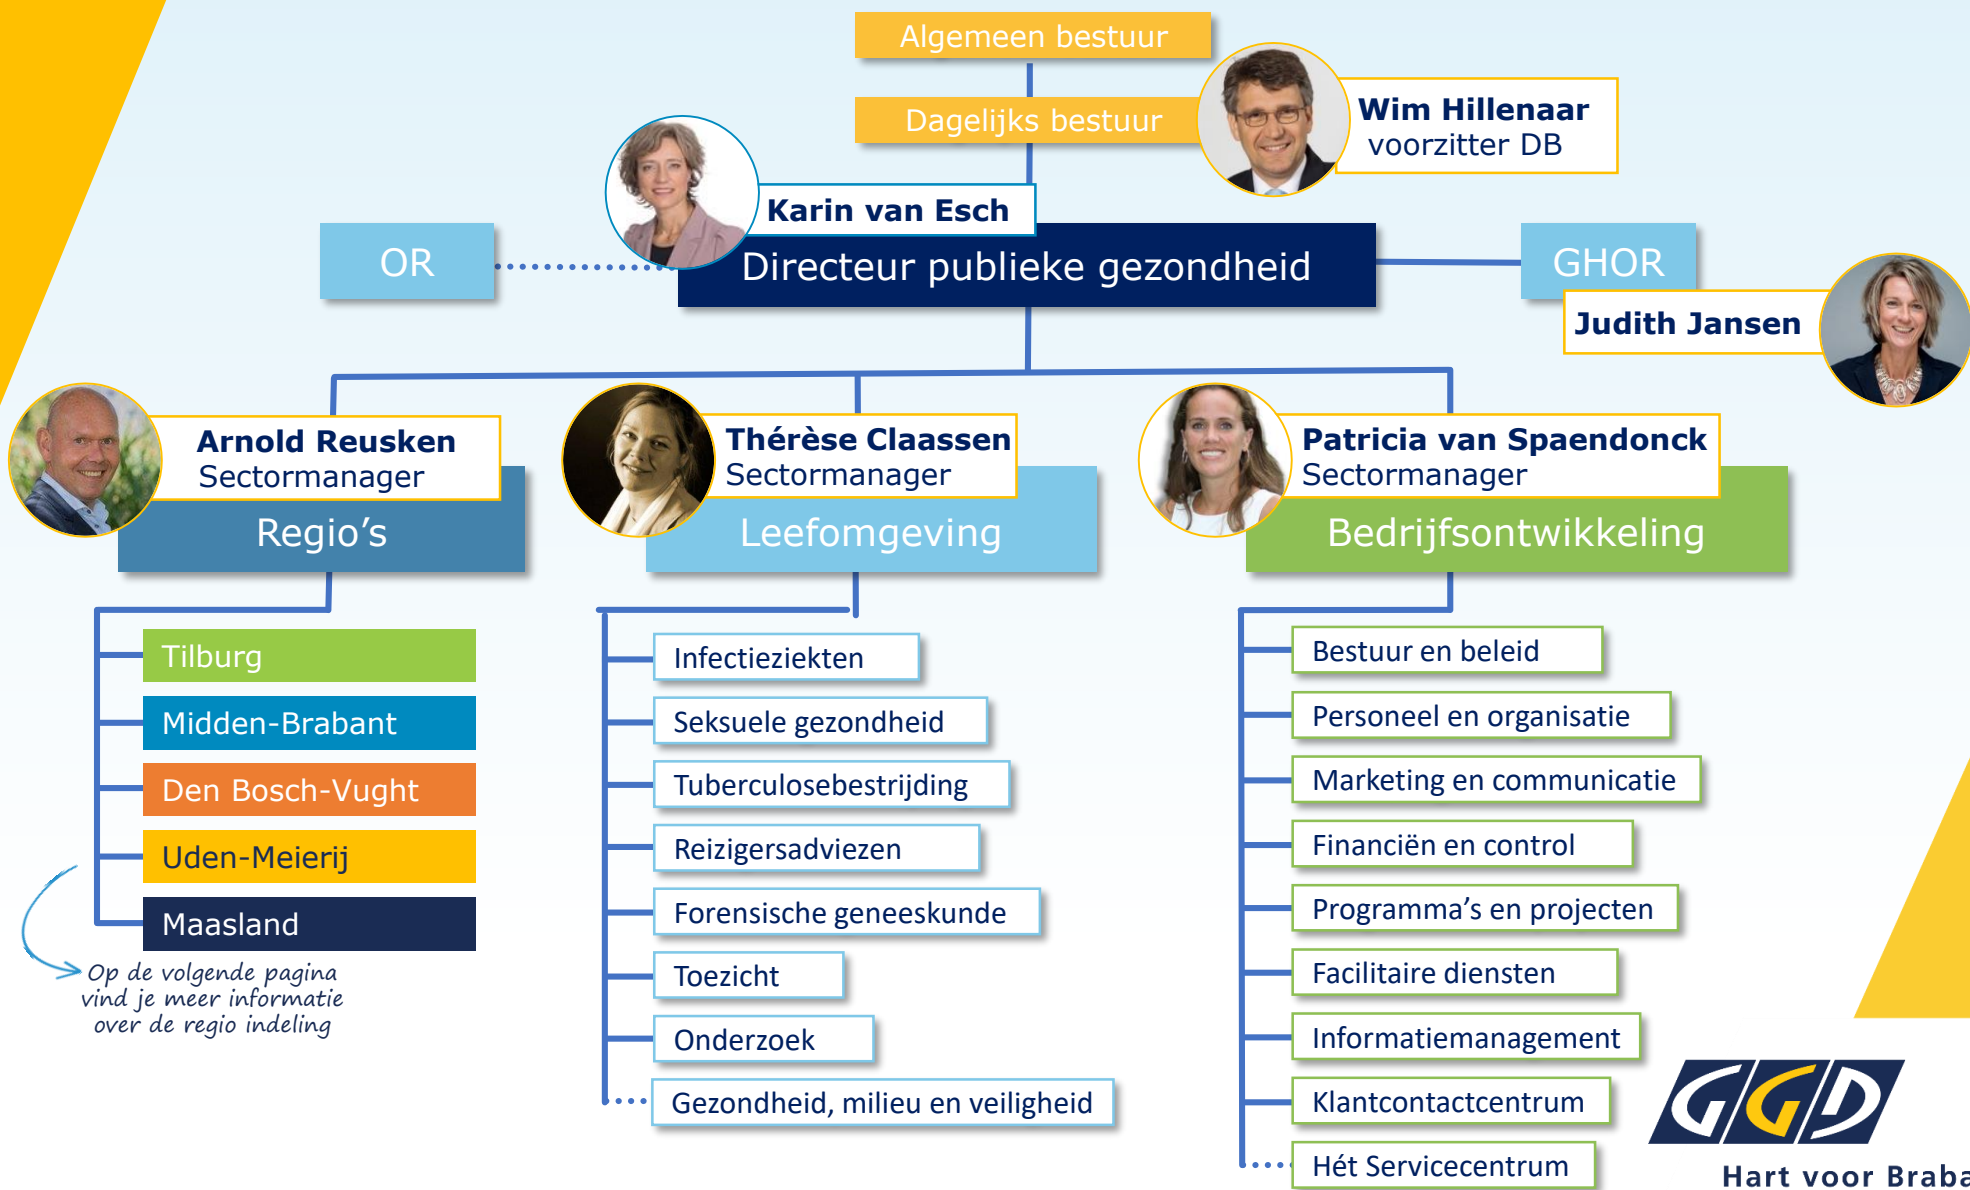 Algemeen bestuur
Dagelijks bestuur
Wim Hillenaar
voorzitter DB
Karin van Esch
OR
Directeur publieke gezondheid
GHOR
Judith Jansen
Arnold Reusken
Sectormanager
Regio’s
Thérèse Claassen
Sectormanager
Leefomgeving
Patricia van Spaendonck
Sectormanager
Bedrijfsontwikkeling
Tilburg
Midden-Brabant
Den Bosch-Vught
Uden-Meierij
Maasland
Op de volgende pagina
vind je meer informatie
over de regio indeling
Infectieziekten
Seksuele gezondheid
Tuberculosebestrijding
Reizigersadviezen
Forensische geneeskunde
Toezicht
Onderzoek
Gezondheid, milieu en veiligheid
Bestuur en beleid
Personeel en organisatie
Marketing en communicatie
Financiën en control
Programma’s en projecten
Facilitaire diensten
Informatiemanagement
Klantcontactcentrum
Hét Servicecentrum
GGD
Hart voor Braba